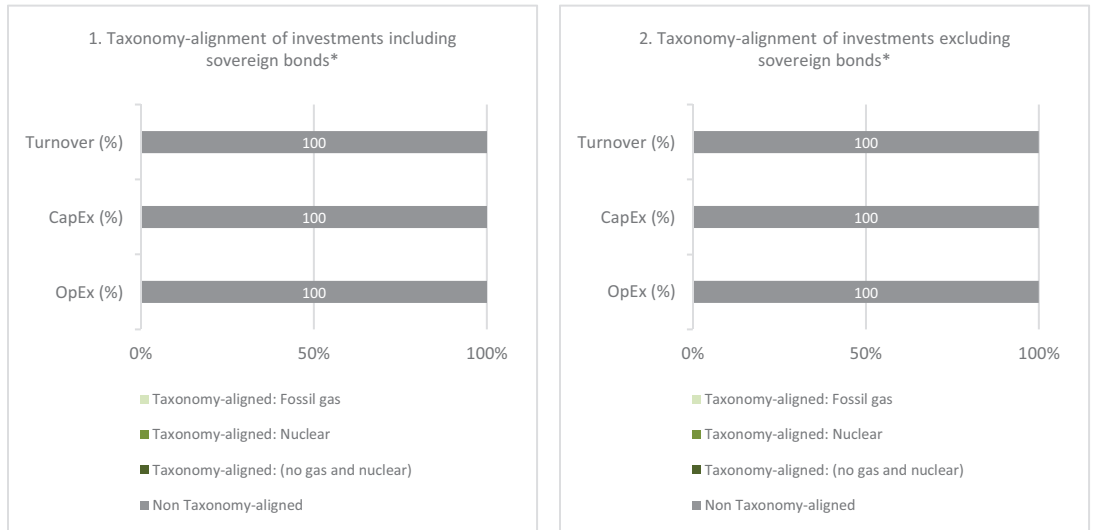 1. Taxonomy-alignment of investments including
sovereign bonds*
Turnover (%)
100
CapEx (%)
100
OpEx (%)
100
0%
50%
100%
Taxonomy-aligned: Fossil gas
Taxonomy-aligned: Nuclear
Taxonomy-aligned: (no gas and nuclear)
Non Taxonomy-aligned
2. Taxonomy-alignment of investments excluding
sovereign bonds*
Turnover (%)
100
CapEx (%)
100
OpEx (%)
100
0%
50%
100%
Taxonomy-aligned: Fossil gas
Taxonomy-aligned: Nuclear
Taxonomy-aligned: (no gas and nuclear)
Non Taxonomy-aligned